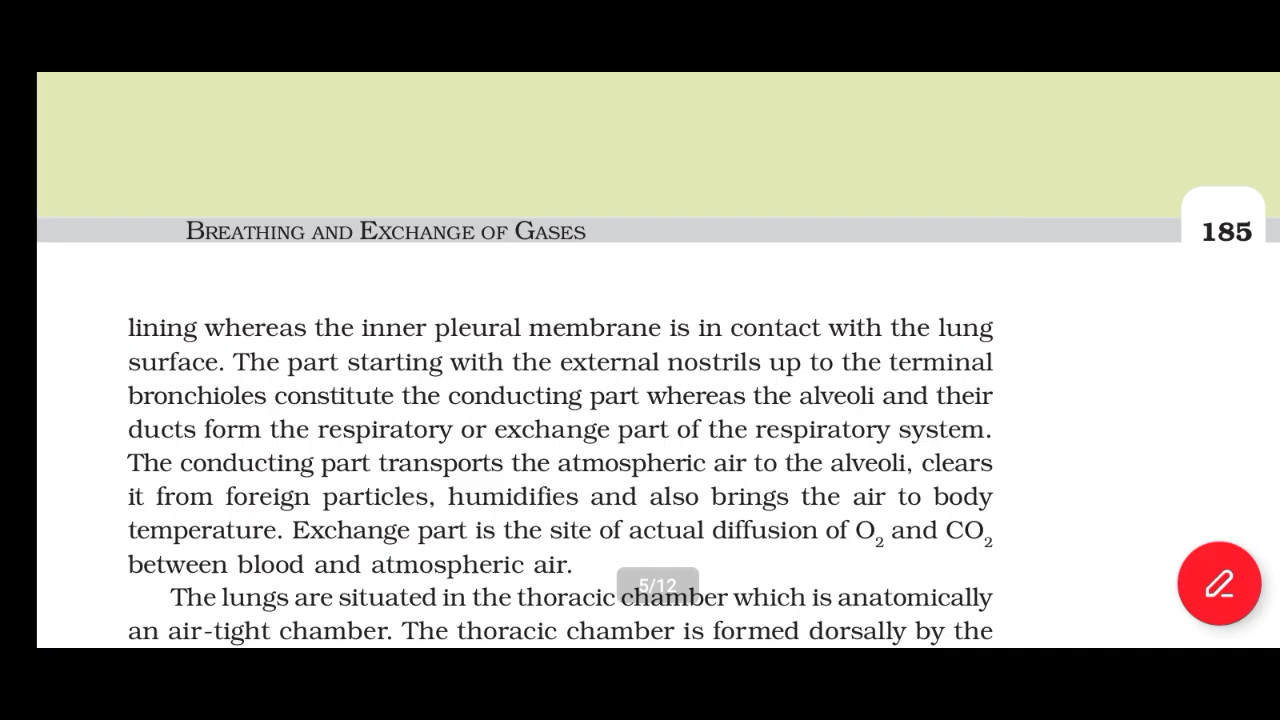 BREATHING AND EXCHANGE OF GASES
185
lining whereas the inner pleural membrane is in contact with the lung
surface. The part starting with the external nostrils up to the terminal
bronchioles constitute the conducting part whereas the alveoli and their
ducts form the respiratory or exchange part of the respiratory system.
The conducting part transports the atmospheric air to the alveoli, clears
it from foreign particles, humidifies and also brings the air to body
temperature. Exchange part is the site of actual diffusion of O₂ and CO₂
between blood and atmospheric air.
5/12
The lungs are situated in the thoracic chamber which is anatomically
an air-tight chamber. The thoracic chamber is formed dorsally by the